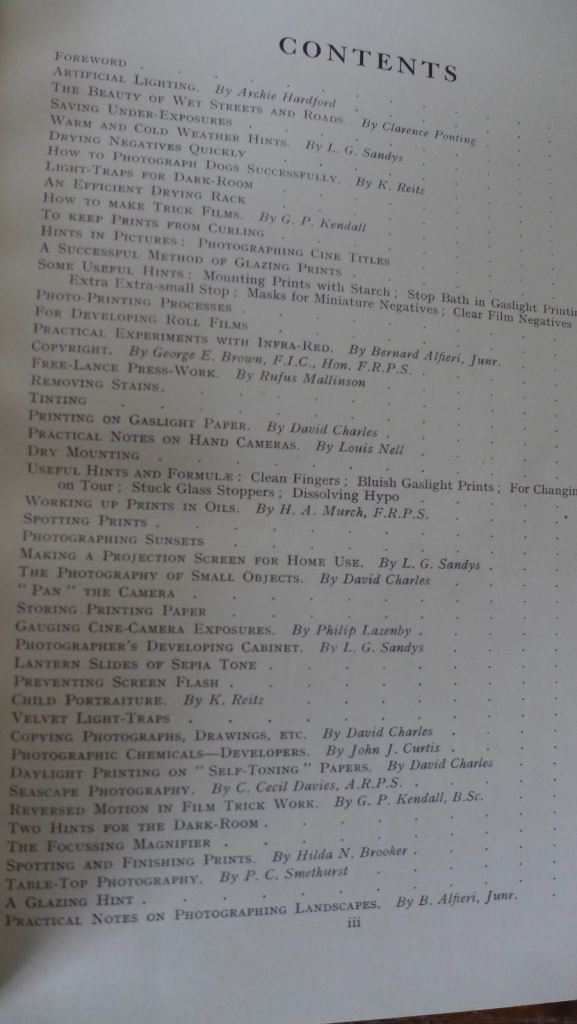 CONTENTS
FOREWORD
ARTIFICIAL LIGHTING. By Archie Hardford
THE BEAUTY OF WET STREETS AND ROADS. By Clarence Ponting
SAVING UNDER-EXPOSURES
WARM AND COLD WEATHER HINTS. By L. G. Sandys
DRYING NEGATIVES QUICKLY
HOW TO PHOTOGRAPH DOGS SUCCESSFULLY. By K. Reitz
LIGHT-TRAPS FOR DARK-ROOM
AN EFFICIENT DRYING RACK
HOW TO MAKE TRICK FILMS. By G. P. Kendall
TO KEEP PRINTS FROM CURLING
HINTS IN PICTURES: PHOTOGRAPHING CINE TITLES
A SUCCESSFUL METHOD OF GLAZING PRINTS
SOME USEFUL HINTS: Mounting Prints with Starch; Stop Bath in Gaslight Printi
Extra Extra-small Stop; Masks for Miniature Negatives; Clear Film Negatives
PHOTO-PRINTING PROCESSES
FOR DEVELOPING ROLL FILMS
PRACTICAL EXPERIMENTS WITH INFRA-RED. By Bernard Alfieri, Junr.
COPYRIGHT. By George E. Brown, F.I.C., Hon. F.R.P.S.
FREE-LANCE PRESS-WORK. By Rufus Mallinson
REMOVING STAINS
TINTING
PRINTING ON GASLIGHT PAPER. By David Charles
PRACTICAL NOTES ON HAND CAMERAS. By Louis Nell
DRY MOUNTING
USEFUL HINTS AND FORMULÆ: Clean Fingers; Bluish Gaslight Prints; For Changin
on Tour; Stuck Glass Stoppers; Dissolving Hypo
WORKING UP PRINTS IN OILS. By H. A. Murch, F.R.P.S.
SPOTTING PRINTS
PHOTOGRAPHING SUNSETS
MAKING A PROJECTION SCREEN FOR HOME USE. By L. G. Sandys
THE PHOTOGRAPHY OF SMALL OBJECTS. By David Charles
"PAN" THE CAMERA
STORING PRINTING PAPER
GAUGING CINE-CAMERA EXPOSURES. By Philip Lazenby
PHOTOGRAPHER'S DEVELOPING CABINET. By L. G. Sandys
LANTERN SLIDES OF SEPIA TONE
PREVENTING SCREEN FLASH
CHILD PORTRAITURE. By K. Reitz
VELVET LIGHT-TRAPS
COPYING PHOTOGRAPHS, DRAWINGS, ETC. By David Charles
PHOTOGRAPHIC CHEMICALS—DEVELOPERS. By John J. Curtis
DAYLIGHT PRINTING ON "SELF-TONING" PAPERS. By David Charles
SEASCAPE PHOTOGRAPHY. By C. Cecil Davies, A.R.P.S.
REVERSED MOTION IN FILM TRICK WORK. By G. P. Kendall, B.Sc.
TWO HINTS FOR THE DARK-ROOM
THE FOCUSSING MAGNIFIER
SPOTTING AND FINISHING PRINTS. By Hilda N. Brooker
TABLE-TOP PHOTOGRAPHY. By P. C. Smethurst
A GLAZING HINT
PRACTICAL NOTES ON PHOTOGRAPHING LANDSCAPES. By B. Alfieri, Junr.
iii